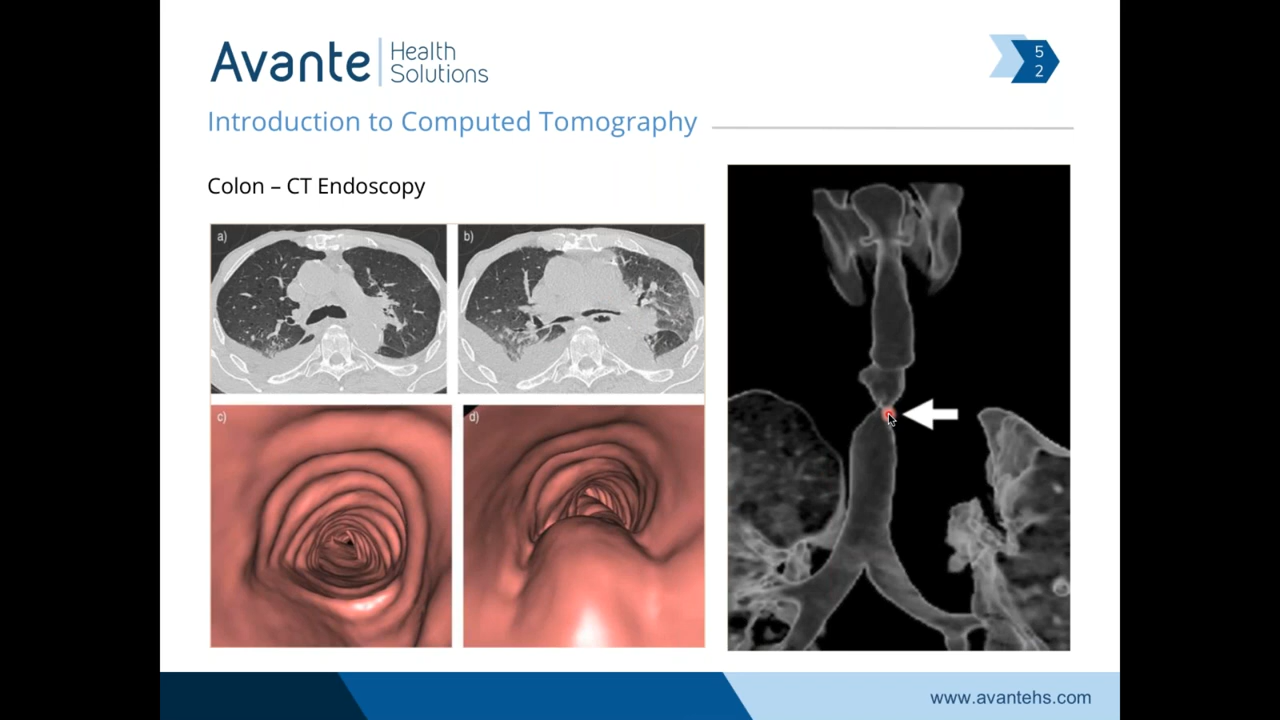 Avante Health Solutions
5
2
Introduction to Computed Tomography
Colon – CT Endoscopy
a)
b)
c)
d)
www.avantehs.com